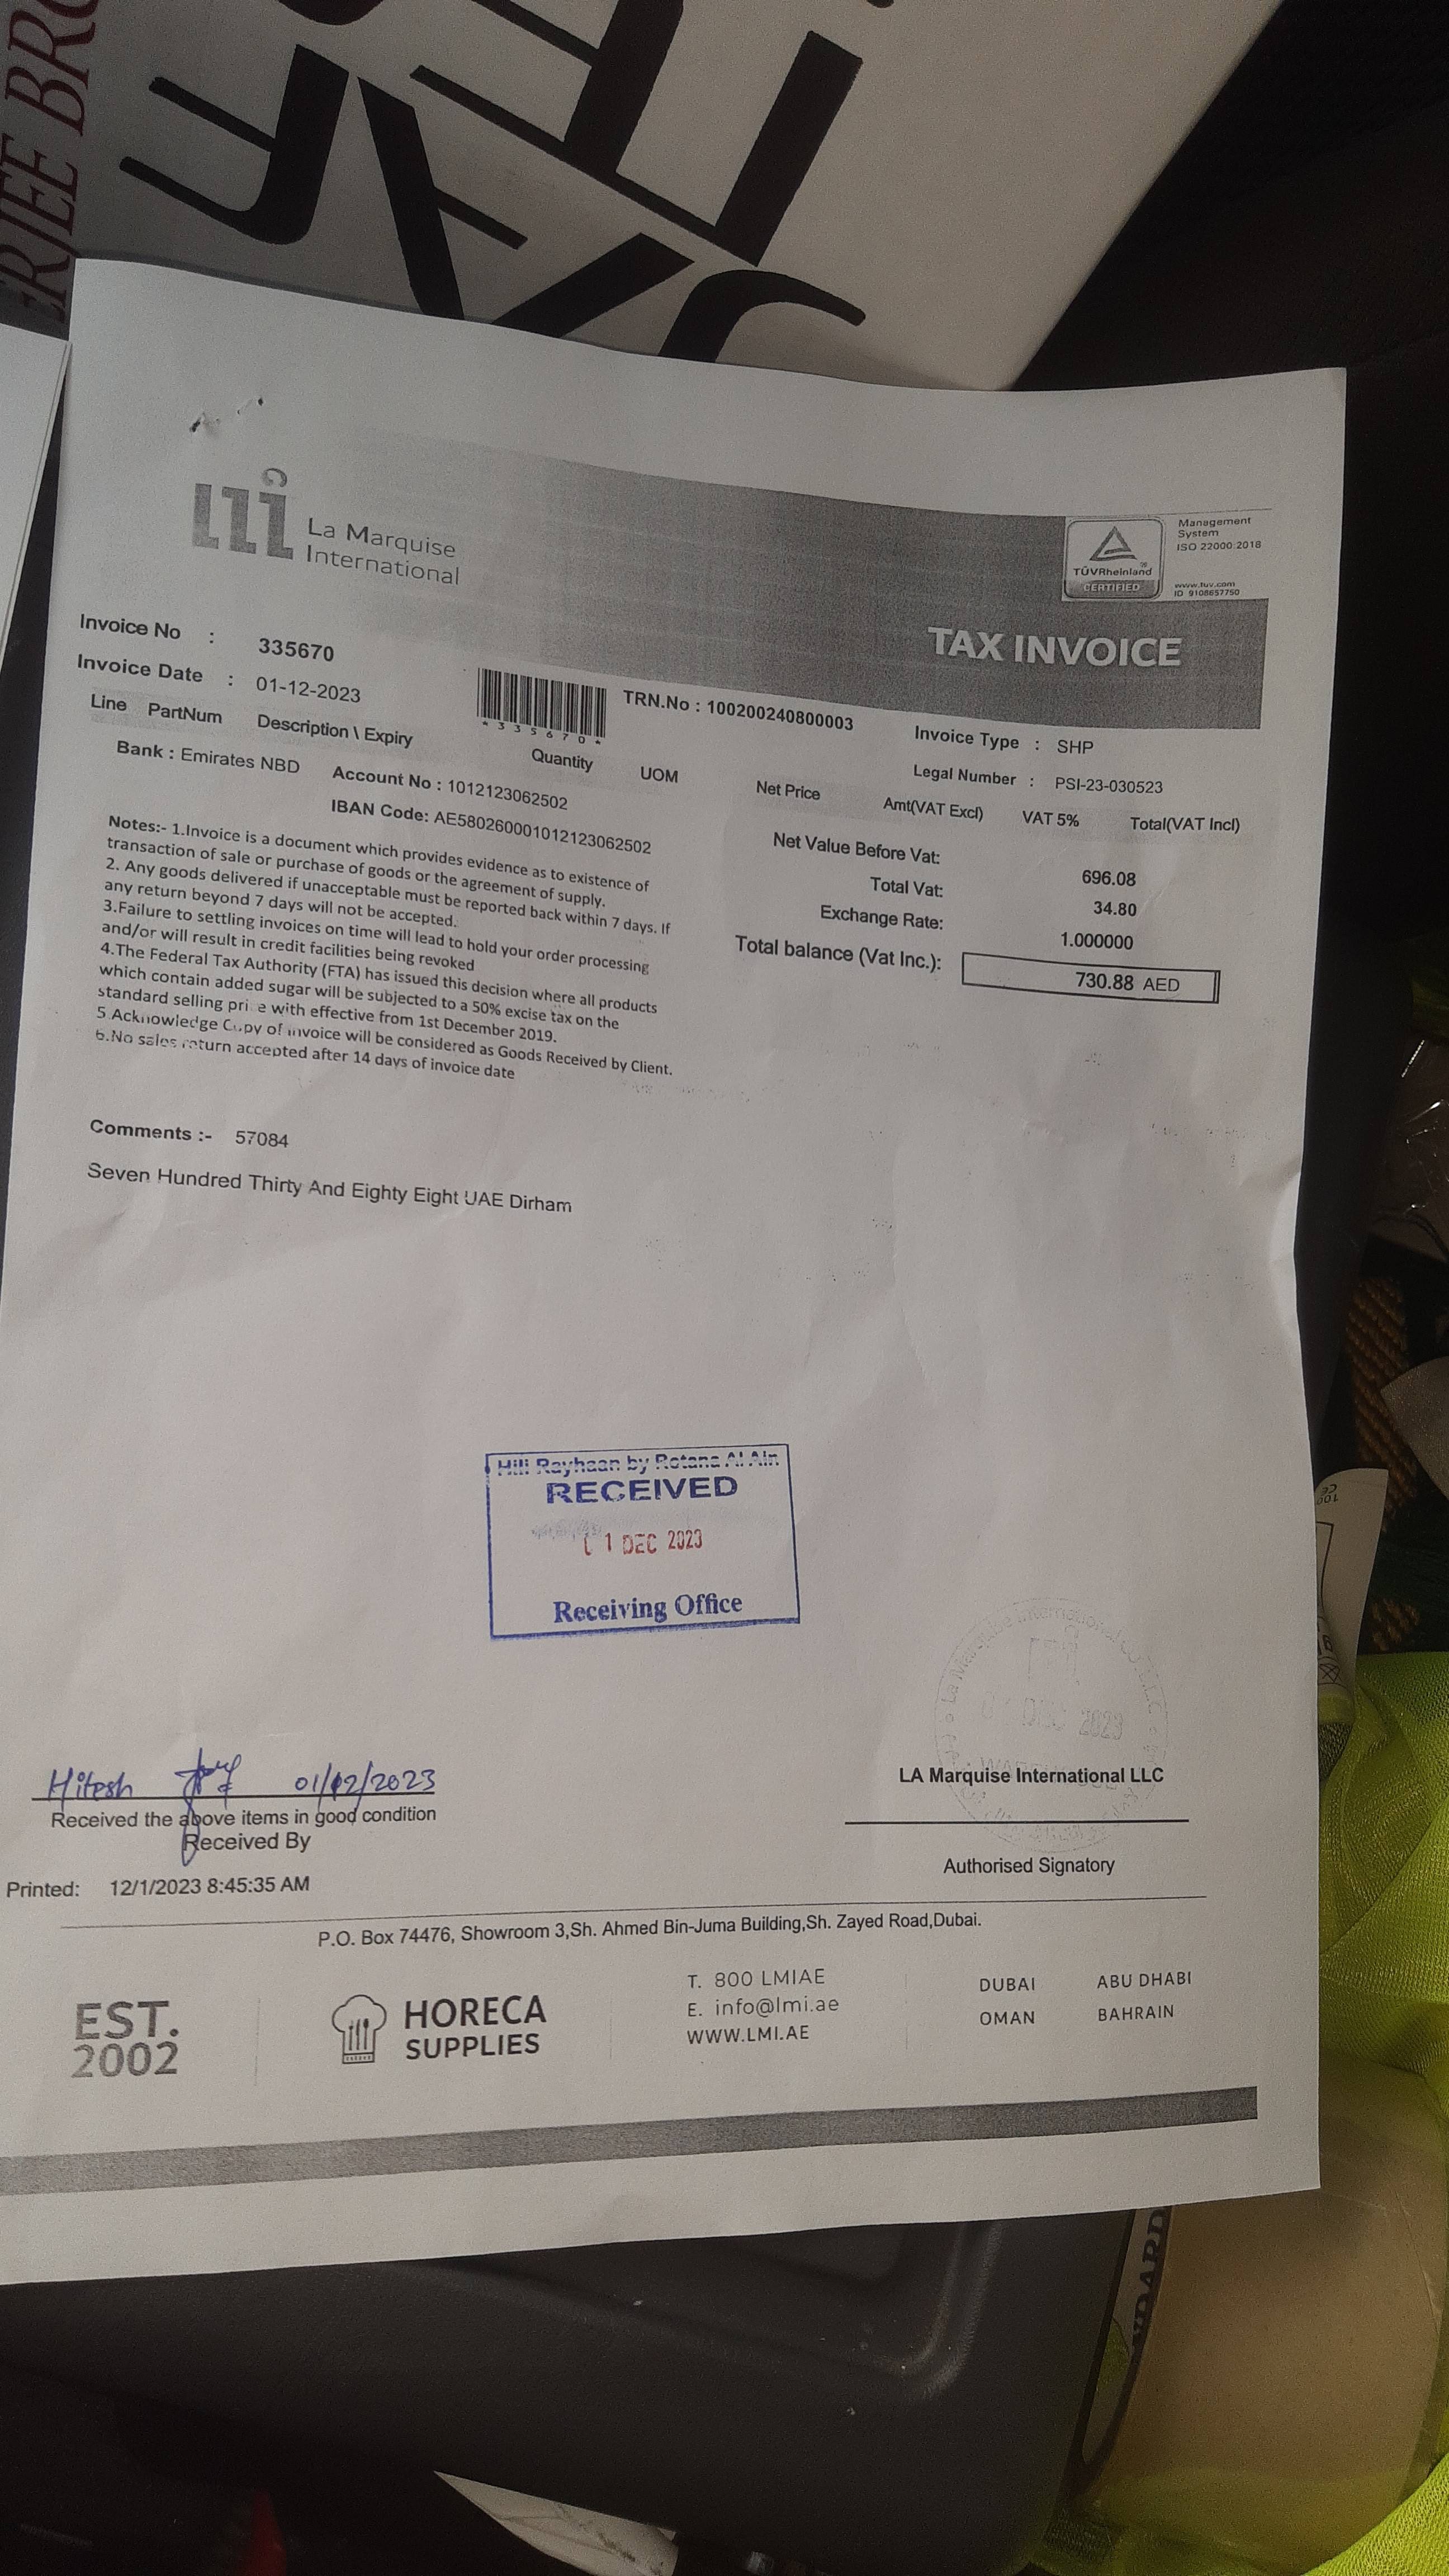 ERJEE BRO
La Marquise
International
TÜVRheinland
CERTIFIED
Management
System
ISO 22000:2018
www.tuv.com
ID 9108657750
TAX INVOICE
Invoice No : 335670
Invoice Date : 01-12-2023
*335670*
TRN.No : 100200240800003
Invoice Type : SHP
Legal Number : PSI-23-030523
Line PartNum Description \ Expiry Quantity UOM Net Price Amt(VAT Excl) VAT 5% Total(VAT Incl)
Bank : Emirates NBD Account No : 1012123062502
IBAN Code: AE580260001012123062502
Notes:- 1.Invoice is a document which provides evidence as to existence of
transaction of sale or purchase of goods or the agreement of supply.
2. Any goods delivered if unacceptable must be reported back within 7 days. If
any return beyond 7 days will not be accepted.
3.Failure to settling invoices on time will lead to hold your order processing
and/or will result in credit facilities being revoked
4.The Federal Tax Authority (FTA) has issued this decision where all products
which contain added sugar will be subjected to a 50% excise tax on the
standard selling price with effective from 1st December 2019.
5.Acknowledge Copy of invoice will be considered as Goods Received by Client.
6.No sales return accepted after 14 days of invoice date
Net Value Before Vat: 696.08
Total Vat: 34.80
Exchange Rate: 1.000000
Total balance (Vat Inc.): 730.88 AED
Comments :- 57084
Seven Hundred Thirty And Eighty Eight UAE Dirham
Hili Rayhaan by Rotana Al Ain
RECEIVED
01 DEC 2023
Receiving Office
La Marquise International CO LLC
DEC 2023
Hitesh 01/12/2023
Received the above items in good condition
Received By
LA Marquise International LLC
Authorised Signatory
Printed: 12/1/2023 8:45:35 AM
P.O. Box 74476, Showroom 3,Sh. Ahmed Bin-Juma Building,Sh. Zayed Road,Dubai.
EST.
2002
HORECA
SUPPLIES
T. 800 LMIAE
E. info@lmi.ae
WWW.LMI.AE
DUBAI ABU DHABI
OMAN BAHRAIN